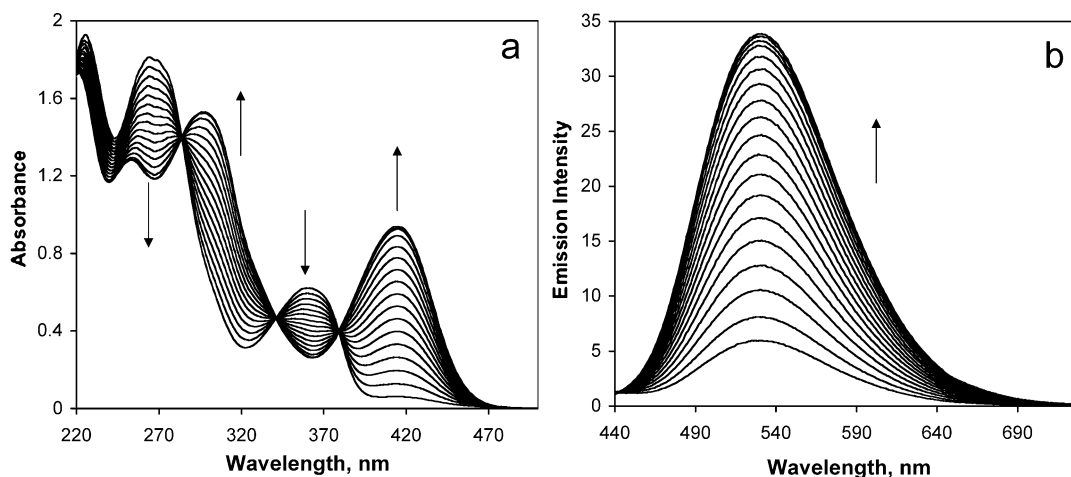 a
2
1.6
1.2
0.8
0.4
0
Absorbance
220 270 320 370 420 470
Wavelength, nm
b
35
30
25
20
15
10
5
0
Emission Intensity
440 490 540 590 640 690
Wavelength, nm